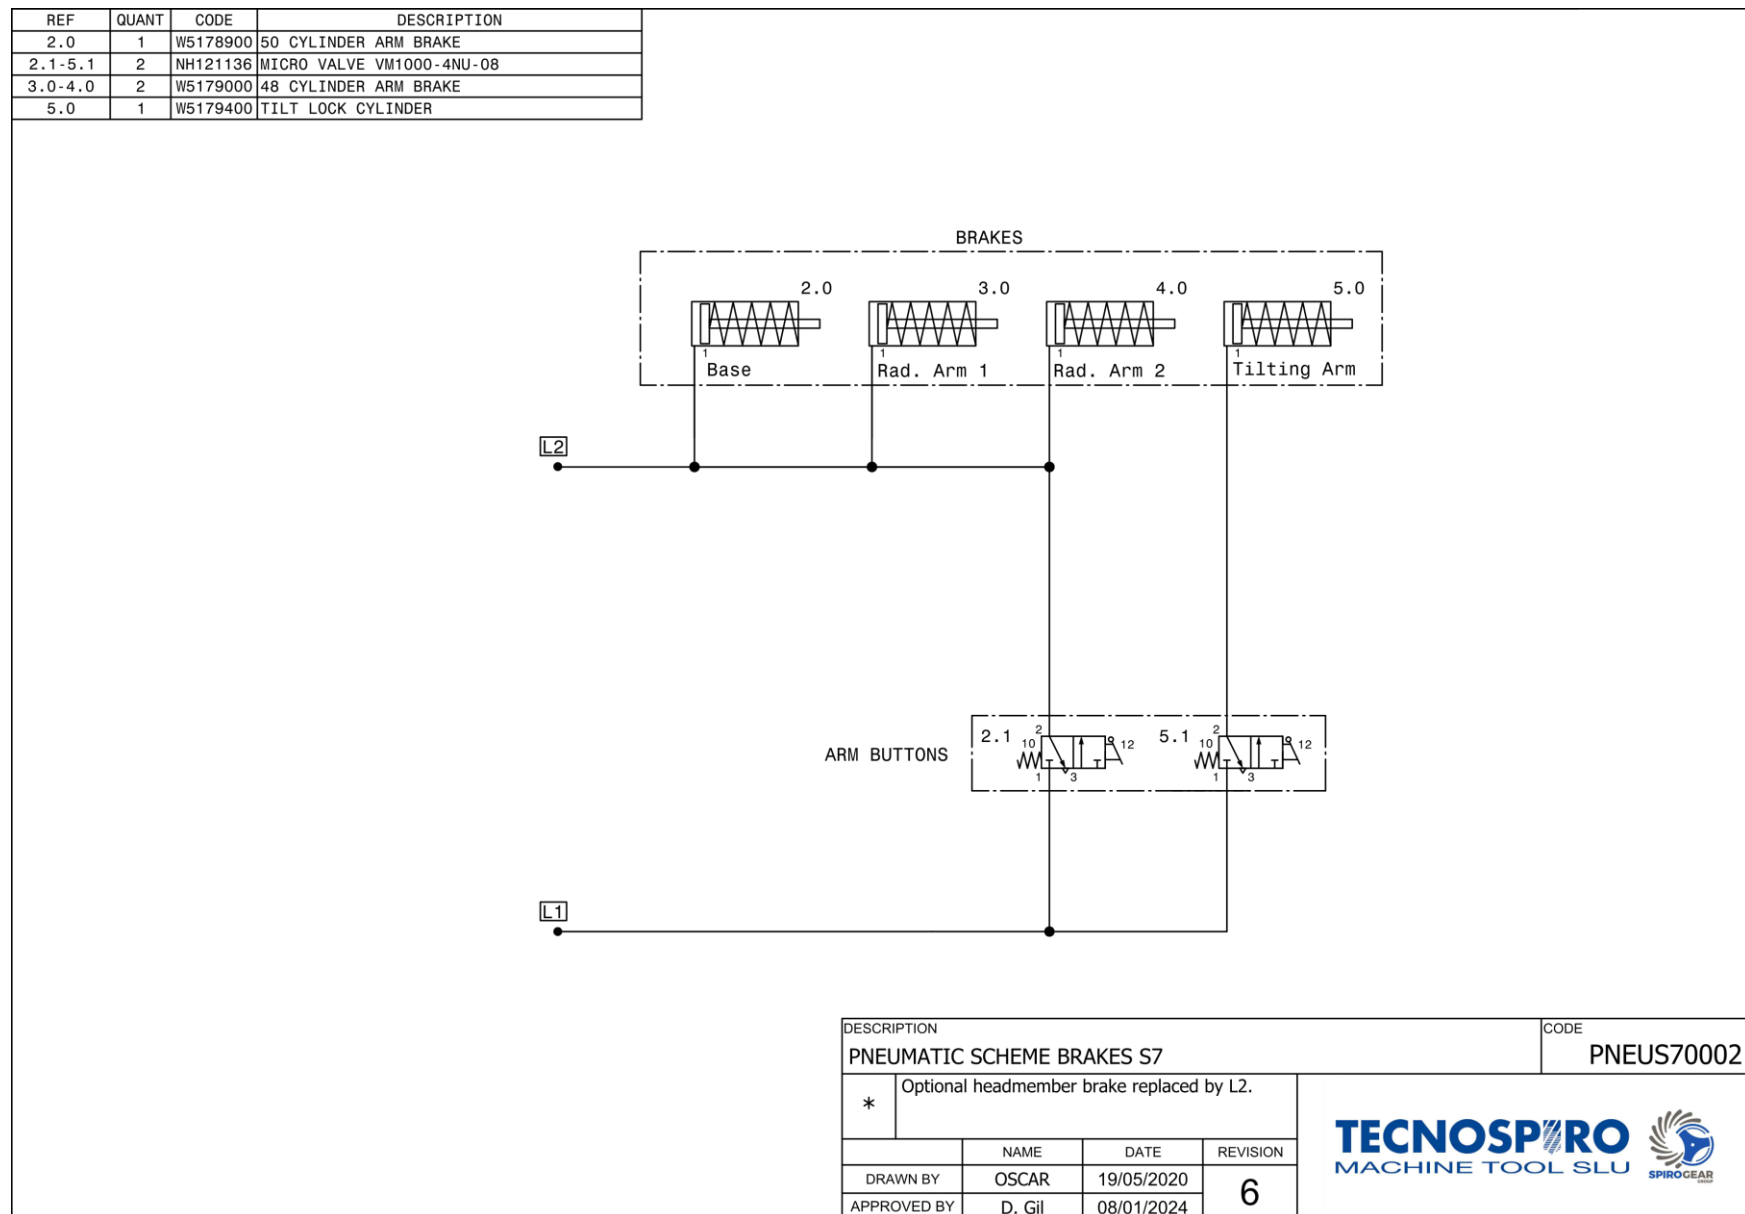 REF QUANT CODE DESCRIPTION
2.0 1 W5178900 50 CYLINDER ARM BRAKE
2.1-5.1 2 NH121136 MICRO VALVE VM1000-4NU-08
3.0-4.0 2 W5179000 48 CYLINDER ARM BRAKE
5.0 1 W5179400 TILT LOCK CYLINDER
BRAKES
2.0 3.0 4.0 5.0
1 1 1 1
Base Rad. Arm 1 Rad. Arm 2 Tilting Arm
L2
ARM BUTTONS
2.1 10 2 12 5.1 10 2 12
1 3 1 3
L1
DESCRIPTION CODE
PNEUMATIC SCHEME BRAKES S7 PNEUS70002
* Optional headmember brake replaced by L2.
NAME DATE REVISION
DRAWN BY OSCAR 19/05/2020 6
APPROVED BY D. Gil 08/01/2024
TECNOSPIRO
MACHINE TOOL SLU
SPIROGEAR
GROUP